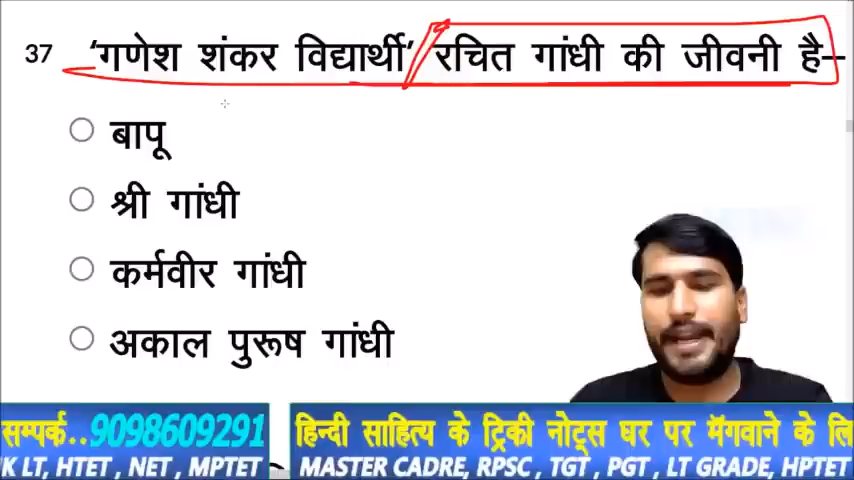 37 'गणेश शंकर विद्यार्थी' रचित गांधी की जीवनी है–
बापू
श्री गांधी
कर्मवीर गांधी
अकाल पुरूष गांधी
सम्पर्क..9098609291
हिन्दी साहित्य के ट्रिकी नोट्स घर पर मँगवाने के लि
K LT, HTET , NET , MPTET
MASTER CADRE, RPSC , TGT , PGT , LT GRADE, HPTET